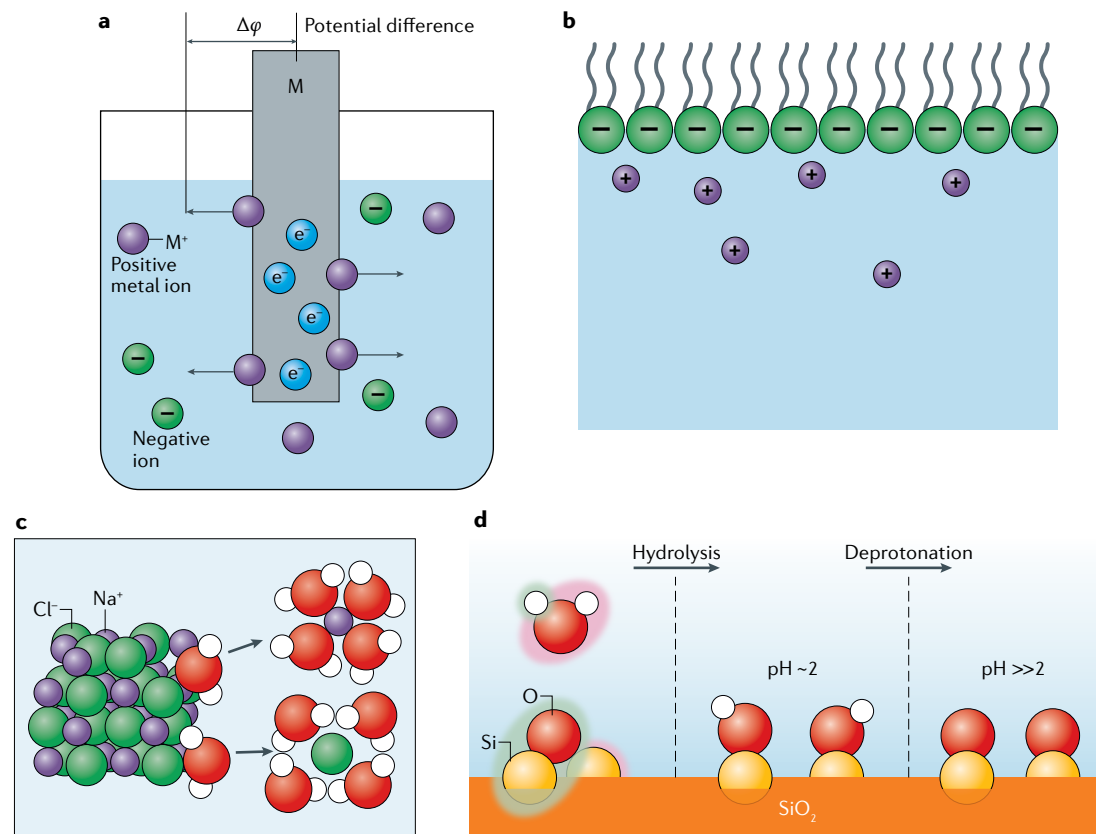 a
Δφ
Potential difference
M
e⁻
e⁻
e⁻
e⁻
M⁺
Positive
metal ion
−
−
−
−
Negative
ion
b
− − − − − − − − − −
+ + + +
+ +
c
Cl⁻
Na⁺
d
Hydrolysis
Deprotonation
pH ~2
pH >>2
O
Si
SiO₂